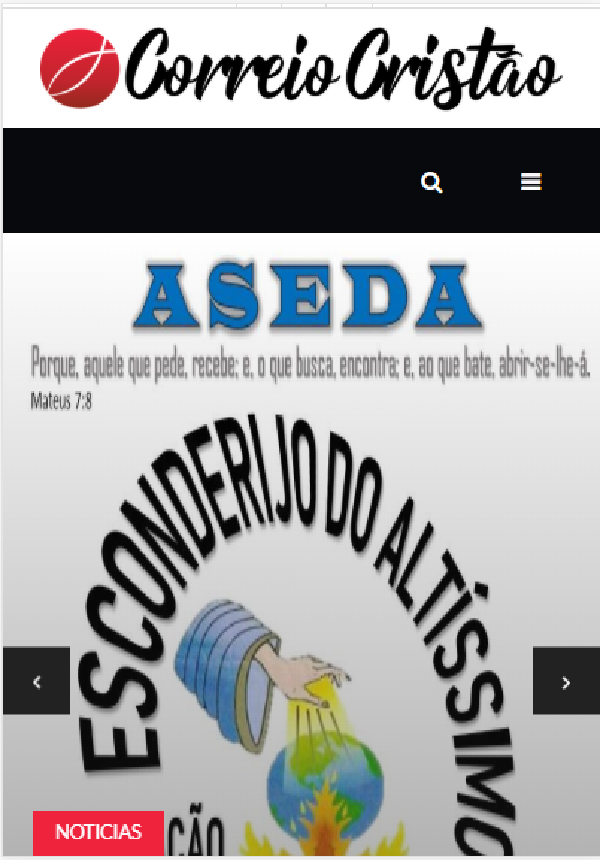 Correio Cristão
ASEDA
Porque, aquele que pede, recebe; e, o que busca, encontra; e, ao que bate, abrir-se-lhe-á.
Mateus 7:8
ESCONDERIJO DO ALTÍSSIMO
NOTICIAS
ÇÃO